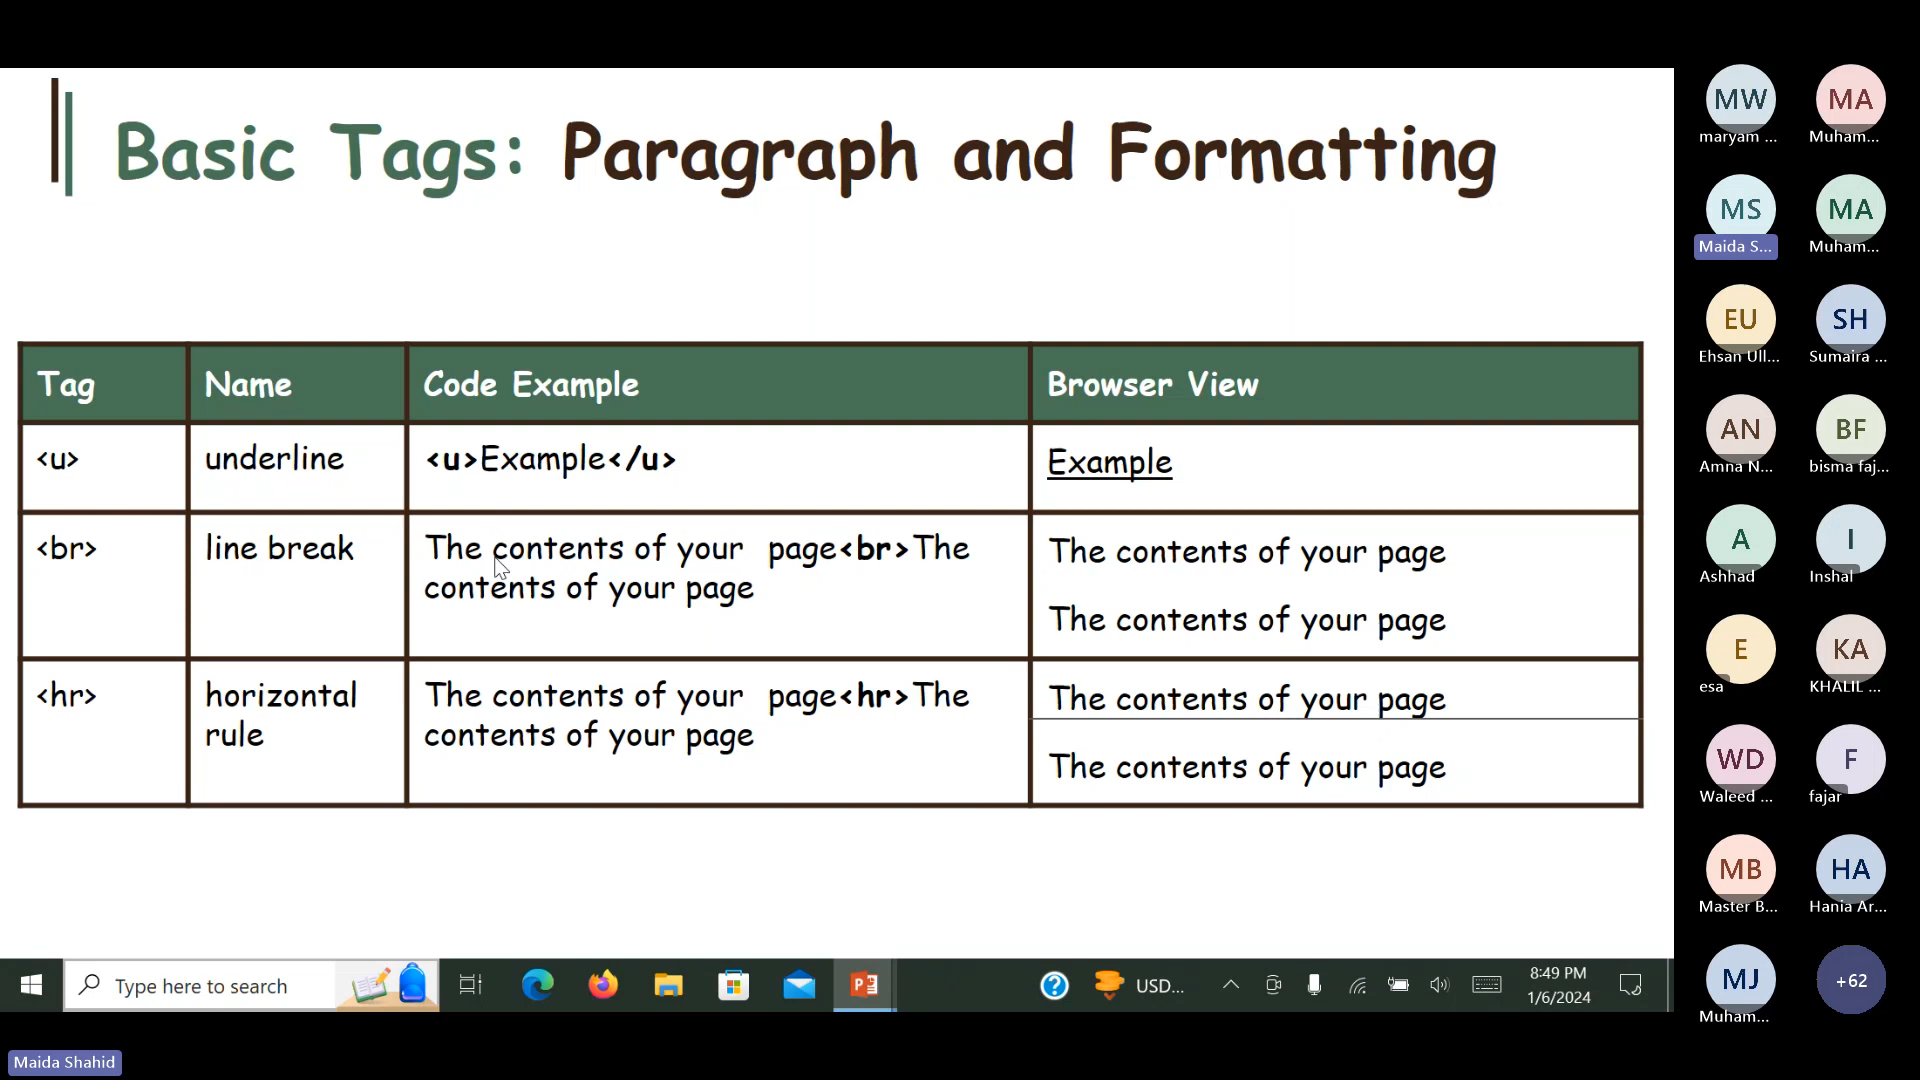 Basic Tags: Paragraph and Formatting
Tag Name Code Example Browser View
<u> underline <u>Example</u> Example
<br> line break The contents of your page<br>The
contents of your page
The contents of your page
The contents of your page
<hr> horizontal
rule
The contents of your page<hr>The
contents of your page
The contents of your page
The contents of your page
Type here to search
USD...
8:49 PM
1/6/2024
Maida Shahid
MW MA
maryam ... Muham...
MS MA
Maida S... Muham...
EU SH
Ehsan Ull... Sumaira ...
AN BF
Amna N... bisma faj...
A I
Ashhad Inshal
E KA
esa KHALIL ...
WD F
Waleed ... fajar
MB HA
Master B... Hania Ar...
MJ +62
Muham...